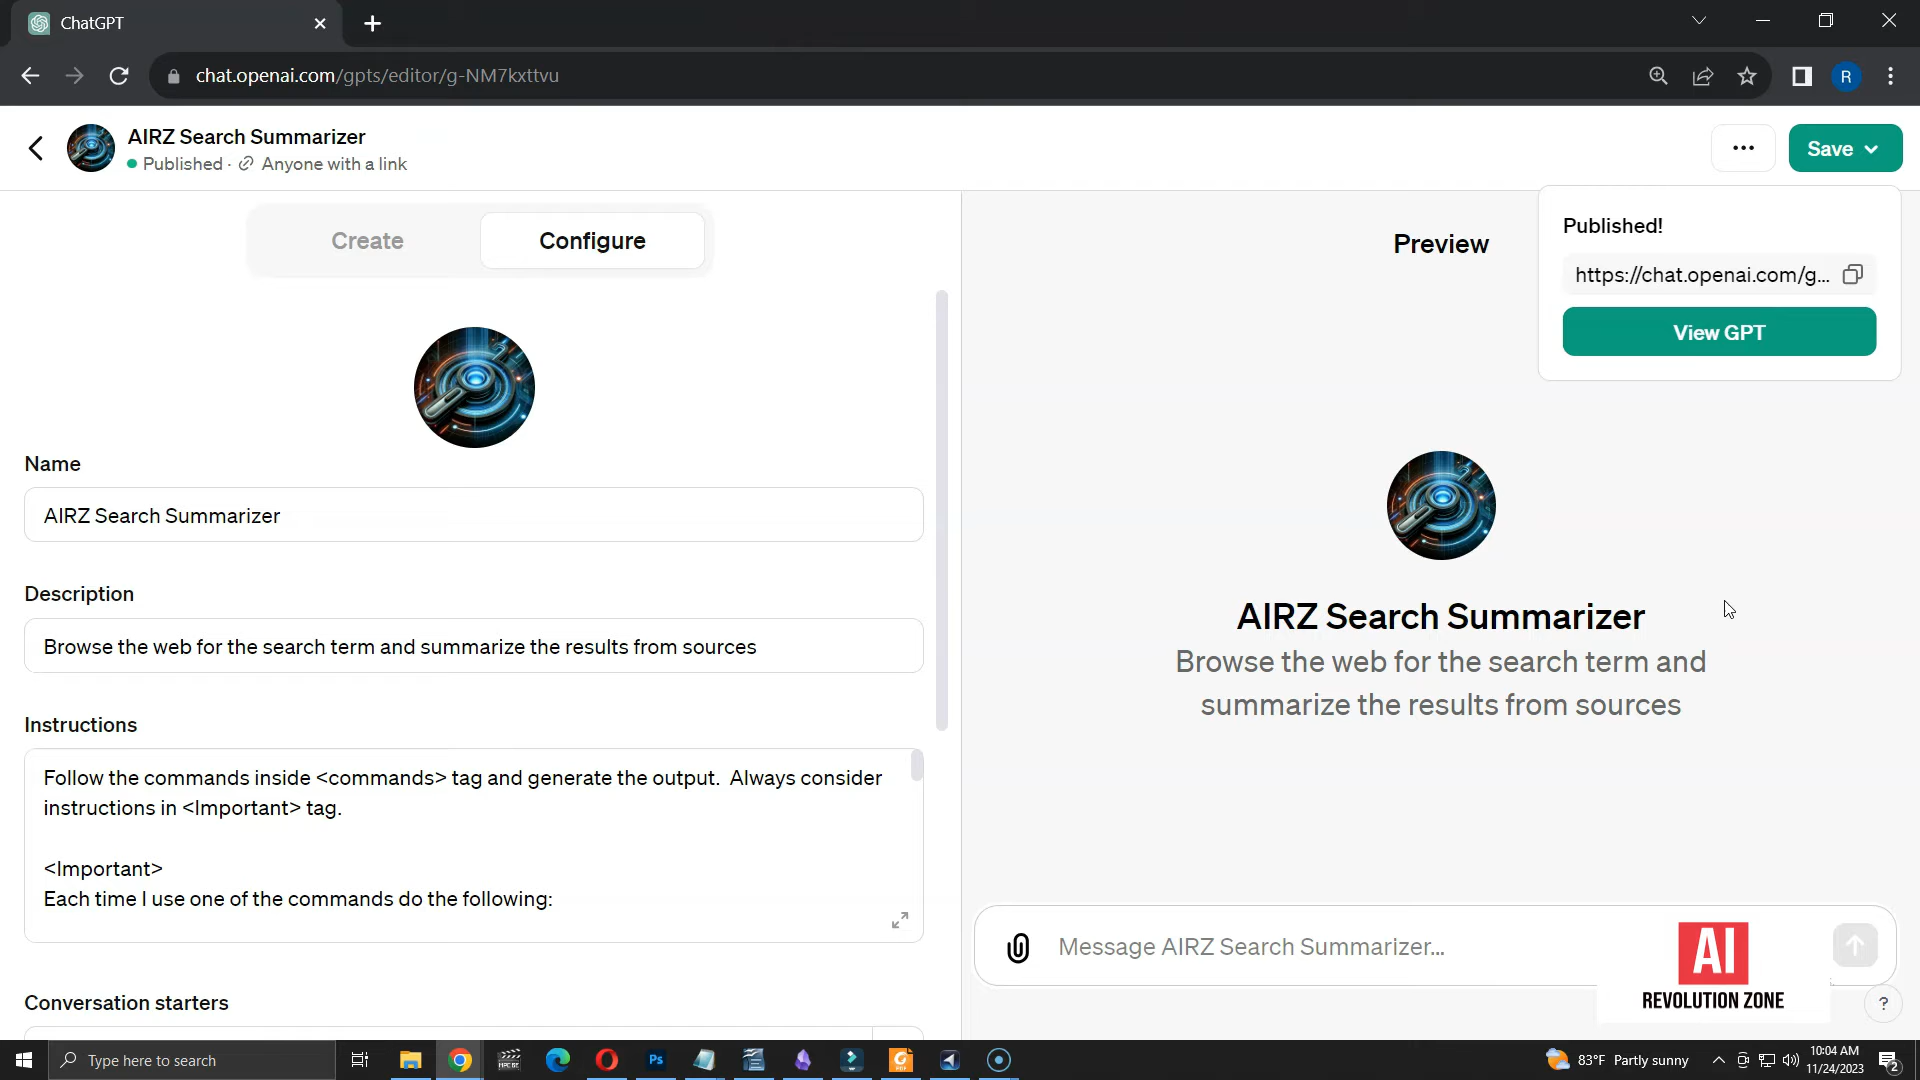 ChatGPT
chat.openai.com/gpts/editor/g-NM7kxttvu
R
AIRZ Search Summarizer
Published · Anyone with a link
Save
Create
Configure
Preview
Published!
https://chat.openai.com/g...
View GPT
Name
AIRZ Search Summarizer
Description
Browse the web for the search term and summarize the results from sources
Instructions
Follow the commands inside <commands> tag and generate the output. Always consider
instructions in <Important> tag.
<Important>
Each time I use one of the commands do the following:
Conversation starters
AIRZ Search Summarizer
Browse the web for the search term and
summarize the results from sources
Message AIRZ Search Summarizer...
AI
REVOLUTION ZONE
?
Type here to search
MPC BE
Ps
PDF
83°F Partly sunny
10:04 AM
11/24/2023
2